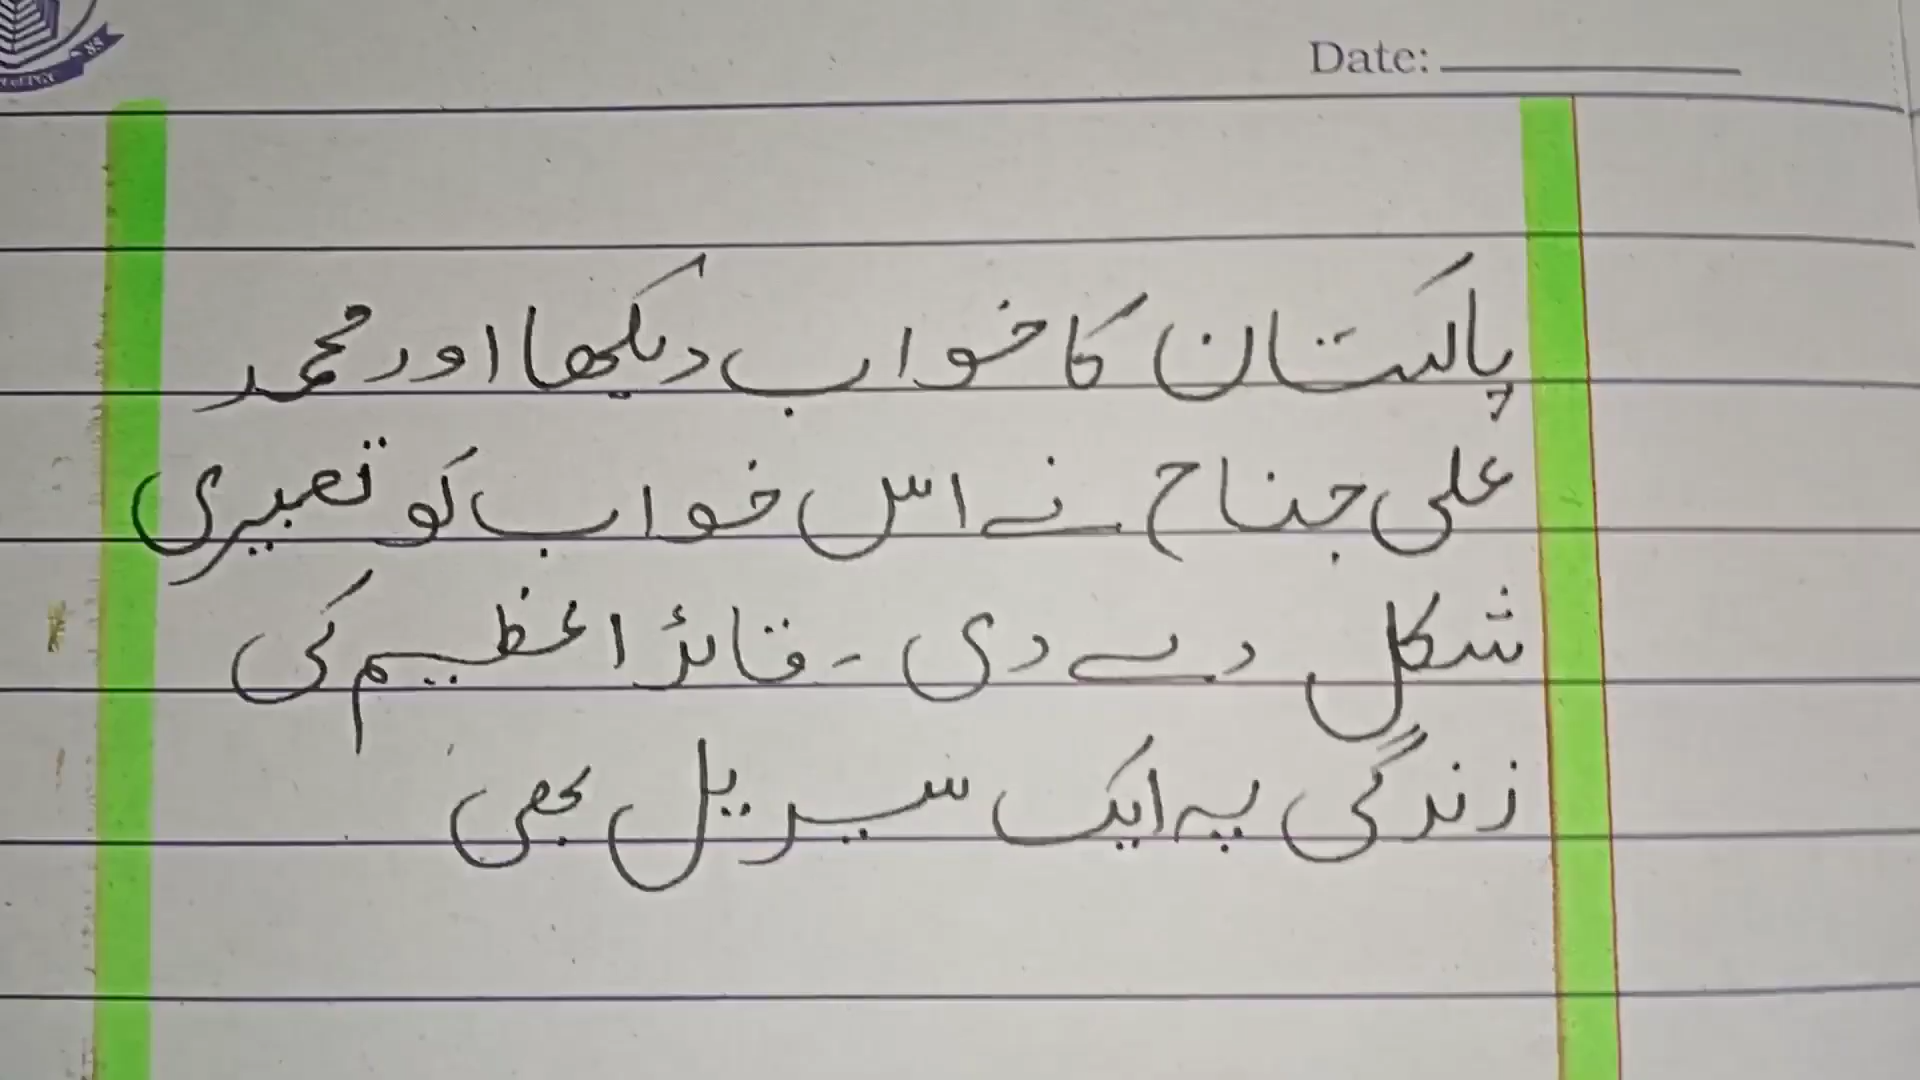 Date:
پاکستان کا خواب دیکھا اور محمد
علی جناح نے اس خواب کو تعبیری
شکل دے دی ۔ قائد اعظیم کی
زندگی پہ ایک سیریل بھی